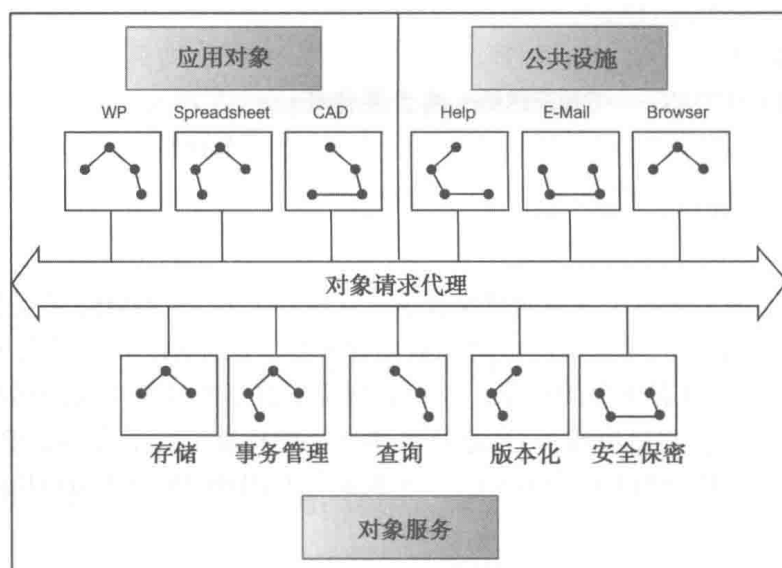 应用对象 公共设施
WP Spreadsheet CAD Help E-Mail Browser
对象请求代理
存储 事务管理 查询 版本化 安全保密
对象服务